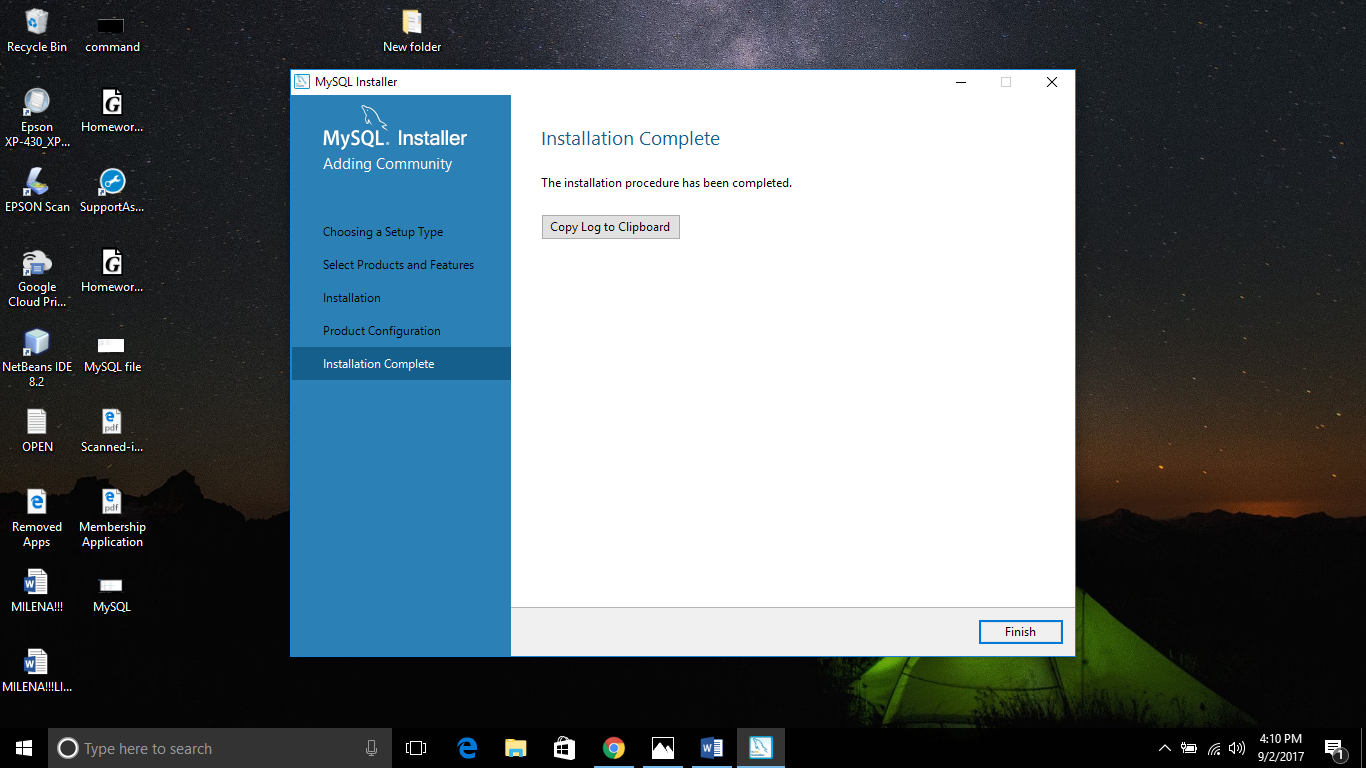 Recycle Bin
command
New folder
Epson
XP-430_XP...
Homewor...
EPSON Scan
SupportAs...
Google
Cloud Pri...
Homewor...
NetBeans IDE
8.2
MySQL file
OPEN
Scanned-i...
Removed
Apps
Membership
Application
MILENA!!!
MySQL
MILENA!!!LI...
MySQL Installer
MySQL. Installer
Adding Community
Choosing a Setup Type
Select Products and Features
Installation
Product Configuration
Installation Complete
Installation Complete
The installation procedure has been completed.
Copy Log to Clipboard
Finish
Type here to search
4:10 PM
9/2/2017
1